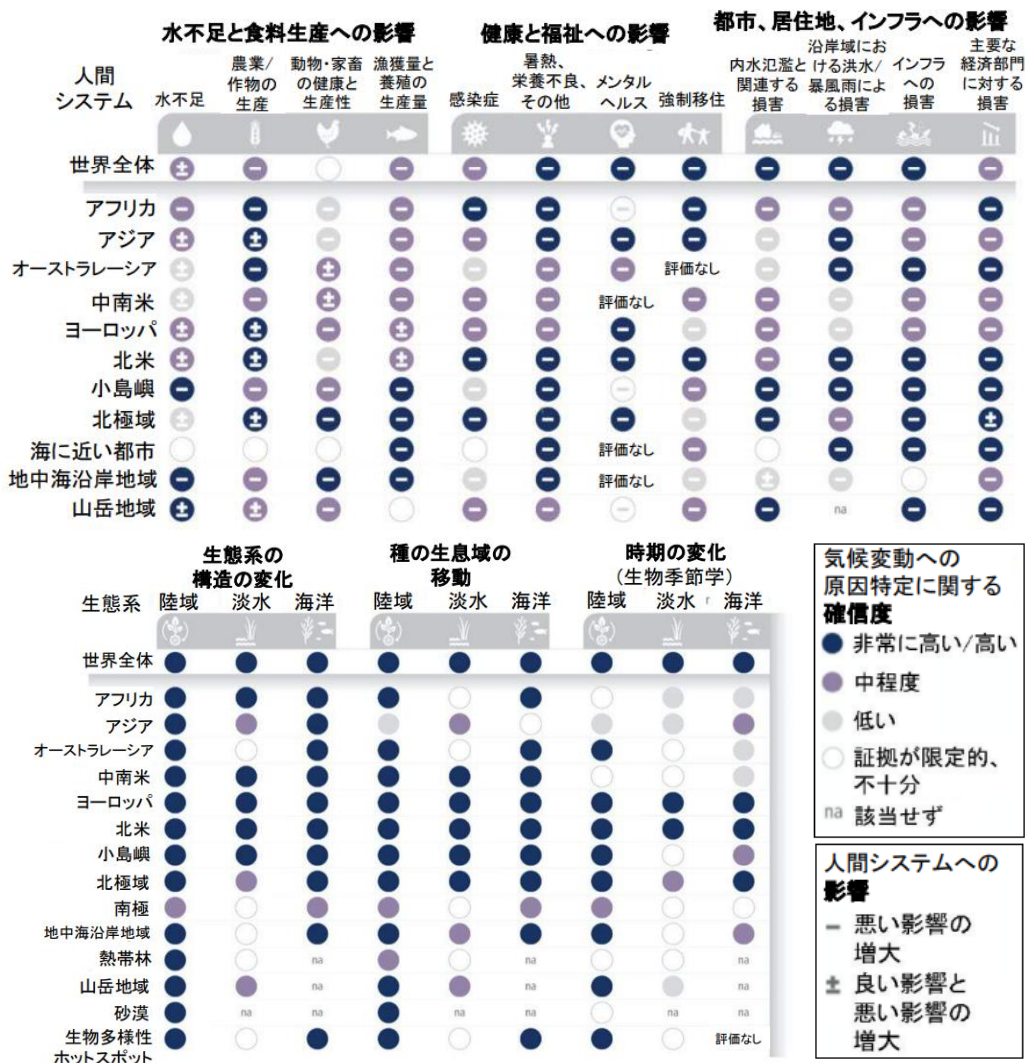 水不足と食料生産への影響
健康と福祉への影響
都市、居住地、インフラへの影響
人間
システム
水不足
農業/
作物の
生産
動物・家畜
の健康と
生産性
漁獲量と
養殖の
生産量
感染症
暑熱、
栄養不良、
その他
メンタル
ヘルス
強制移住
内水氾濫と
関連する
損害
沿岸域にお
ける洪水/
暴風雨によ
る損害
インフラ
への
損害
主要な
経済部門
に対する
損害
世界全体 ± − − − − − − − − − −
アフリカ − − − − − − − − − − − −
アジア ± ± − − − − − − − − − −
オーストラレーシア ± − ± − − − − 評価なし − − − −
中南米 ± − ± − − − 評価なし − − − − −
ヨーロッパ ± ± − ± − − − − − − − −
北米 ± ± − ± − − − − − − − −
小島嶼 − − − − − − − − − − − −
北極域 ± ± − − − − − − − − − ±
海に近い都市 − − 評価なし − − − −
地中海沿岸地域 − − − − − − 評価なし − ± − −
山岳地域 ± ± − − − − − − na − −
生態系の
構造の変化
種の生息域の
移動
時期の変化
(生物季節学)
生態系 陸域 淡水 海洋 陸域 淡水 海洋 陸域 淡水 海洋
世界全体
アフリカ
アジア
オーストラレーシア
中南米
ヨーロッパ
北米
小島嶼
北極域
南極
地中海沿岸地域
熱帯林 na na na
山岳地域 na na na
砂漠 na na na na na na
生物多様性
ホットスポット
評価なし
気候変動への
原因特定に関する
確信度
非常に高い/高い
中程度
低い
証拠が限定的、
不十分
na 該当せず
人間システムへの
影響
− 悪い影響の
増大
± 良い影響と
悪い影響の
増大